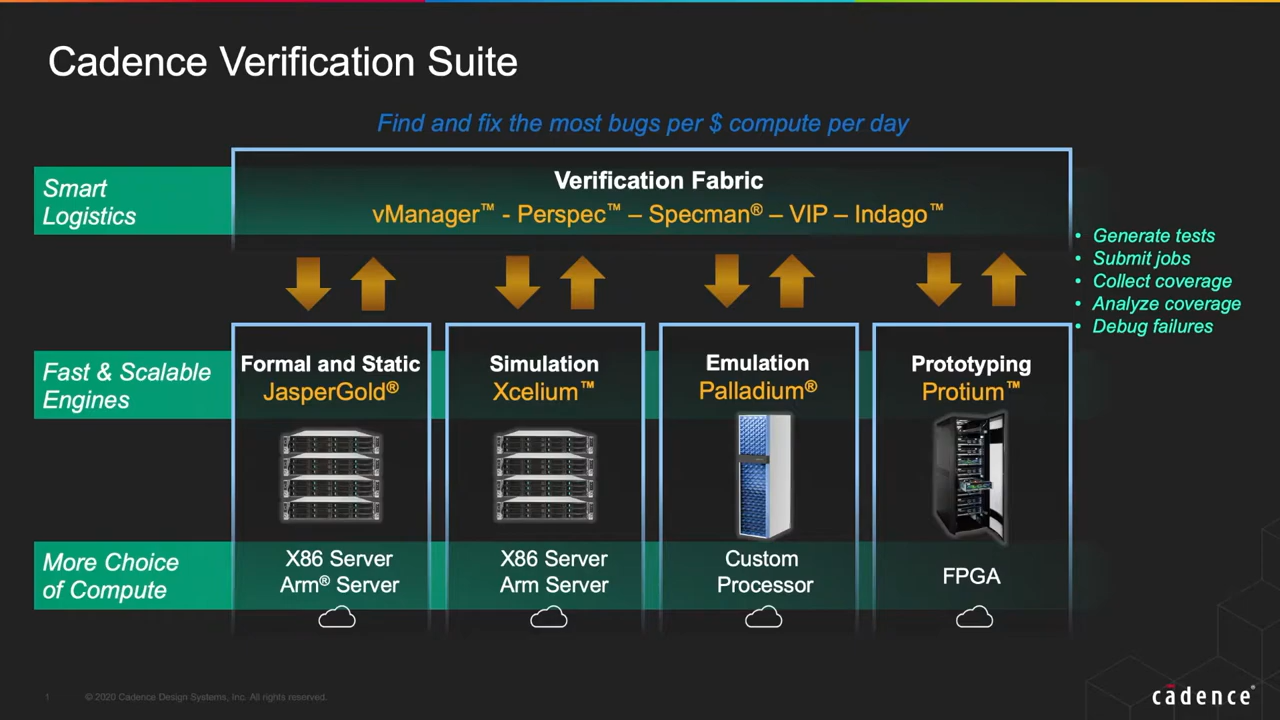 Cadence Verification Suite
Find and fix the most bugs per $ compute per day
Smart
Logistics
Verification Fabric
vManager™ - Perspec™ – Specman® – VIP – Indago™
• Generate tests
• Submit jobs
• Collect coverage
• Analyze coverage
• Debug failures
Fast & Scalable
Engines
Formal and Static
JasperGold®
Simulation
Xcelium™
Emulation
Palladium®
Prototyping
Protium™
More Choice
of Compute
X86 Server
Arm® Server
X86 Server
Arm Server
Custom
Processor
FPGA
1
© 2020 Cadence Design Systems, Inc. All rights reserved.
cādence®